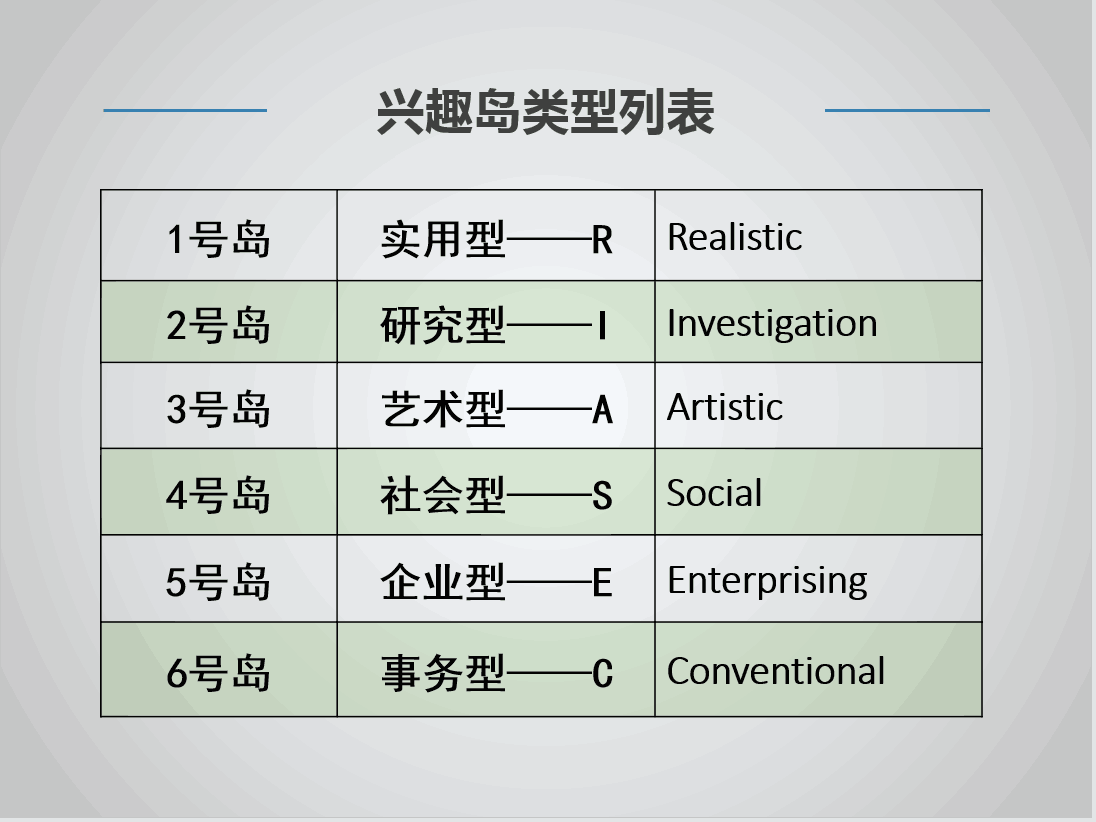 兴趣岛类型列表
1号岛 实用型——R Realistic
2号岛 研究型——I Investigation
3号岛 艺术型——A Artistic
4号岛 社会型——S Social
5号岛 企业型——E Enterprising
6号岛 事务型——C Conventional